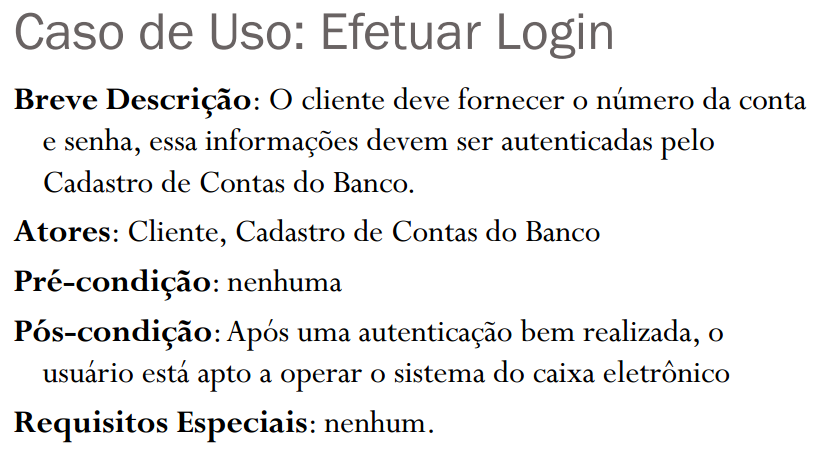 Caso de Uso: Efetuar Login
Breve Descrição: O cliente deve fornecer o número da conta
e senha, essa informações devem ser autenticadas pelo
Cadastro de Contas do Banco.
Atores: Cliente, Cadastro de Contas do Banco
Pré-condição: nenhuma
Pós-condição: Após uma autenticação bem realizada, o
usuário está apto a operar o sistema do caixa eletrônico
Requisitos Especiais: nenhum.